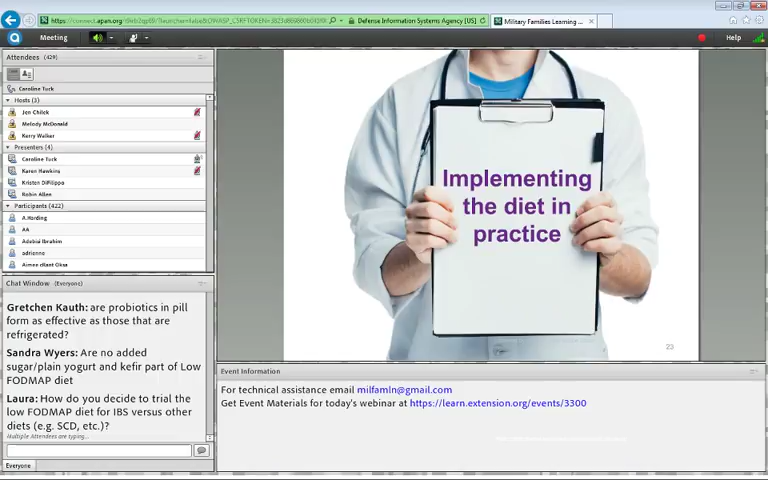 Defense Information Systems Agency [US]
Military Families Learning ...
Meeting
Help
Attendees (429)
Caroline Tuck
Hosts (3)
Jen Chilek
Melody McDonald
Kerry Walker
Presenters (4)
Caroline Tuck
Karen Hawkins
Kristen DiFilippo
Robin Allen
Participants (422)
A.Harding
AA
Adebisi Ibrahim
adrienne
Chat Window (Everyone)
Gretchen Kauth: are probiotics in pill
form as effective as those that are
refrigerated?
Sandra Wyers: Are no added
sugar/plain yogurt and kefir part of Low
FODMAP diet
Laura: How do you decide to trial the
low FODMAP diet for IBS versus other
diets (e.g. SCD, etc.)?
Multiple Attendees are typing...
Everyone
Implementing
the diet in
practice
23
Event Information
For technical assistance email milfamln@gmail.com
Get Event Materials for today's webinar at https://learn.extension.org/events/3300